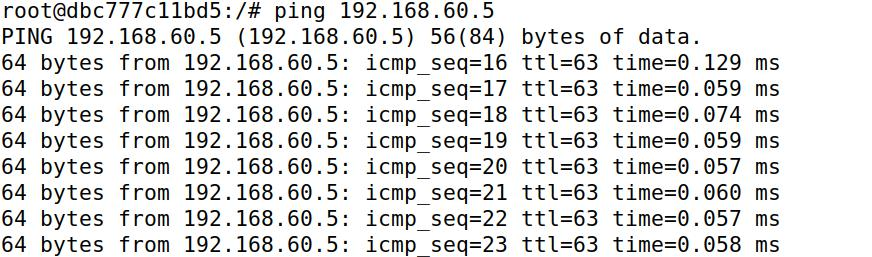 root@dbc777c11bd5:/# ping 192.168.60.5
PING 192.168.60.5 (192.168.60.5) 56(84) bytes of data.
64 bytes from 192.168.60.5: icmp_seq=16 ttl=63 time=0.129 ms
64 bytes from 192.168.60.5: icmp_seq=17 ttl=63 time=0.059 ms
64 bytes from 192.168.60.5: icmp_seq=18 ttl=63 time=0.074 ms
64 bytes from 192.168.60.5: icmp_seq=19 ttl=63 time=0.059 ms
64 bytes from 192.168.60.5: icmp_seq=20 ttl=63 time=0.057 ms
64 bytes from 192.168.60.5: icmp_seq=21 ttl=63 time=0.060 ms
64 bytes from 192.168.60.5: icmp_seq=22 ttl=63 time=0.057 ms
64 bytes from 192.168.60.5: icmp_seq=23 ttl=63 time=0.058 ms